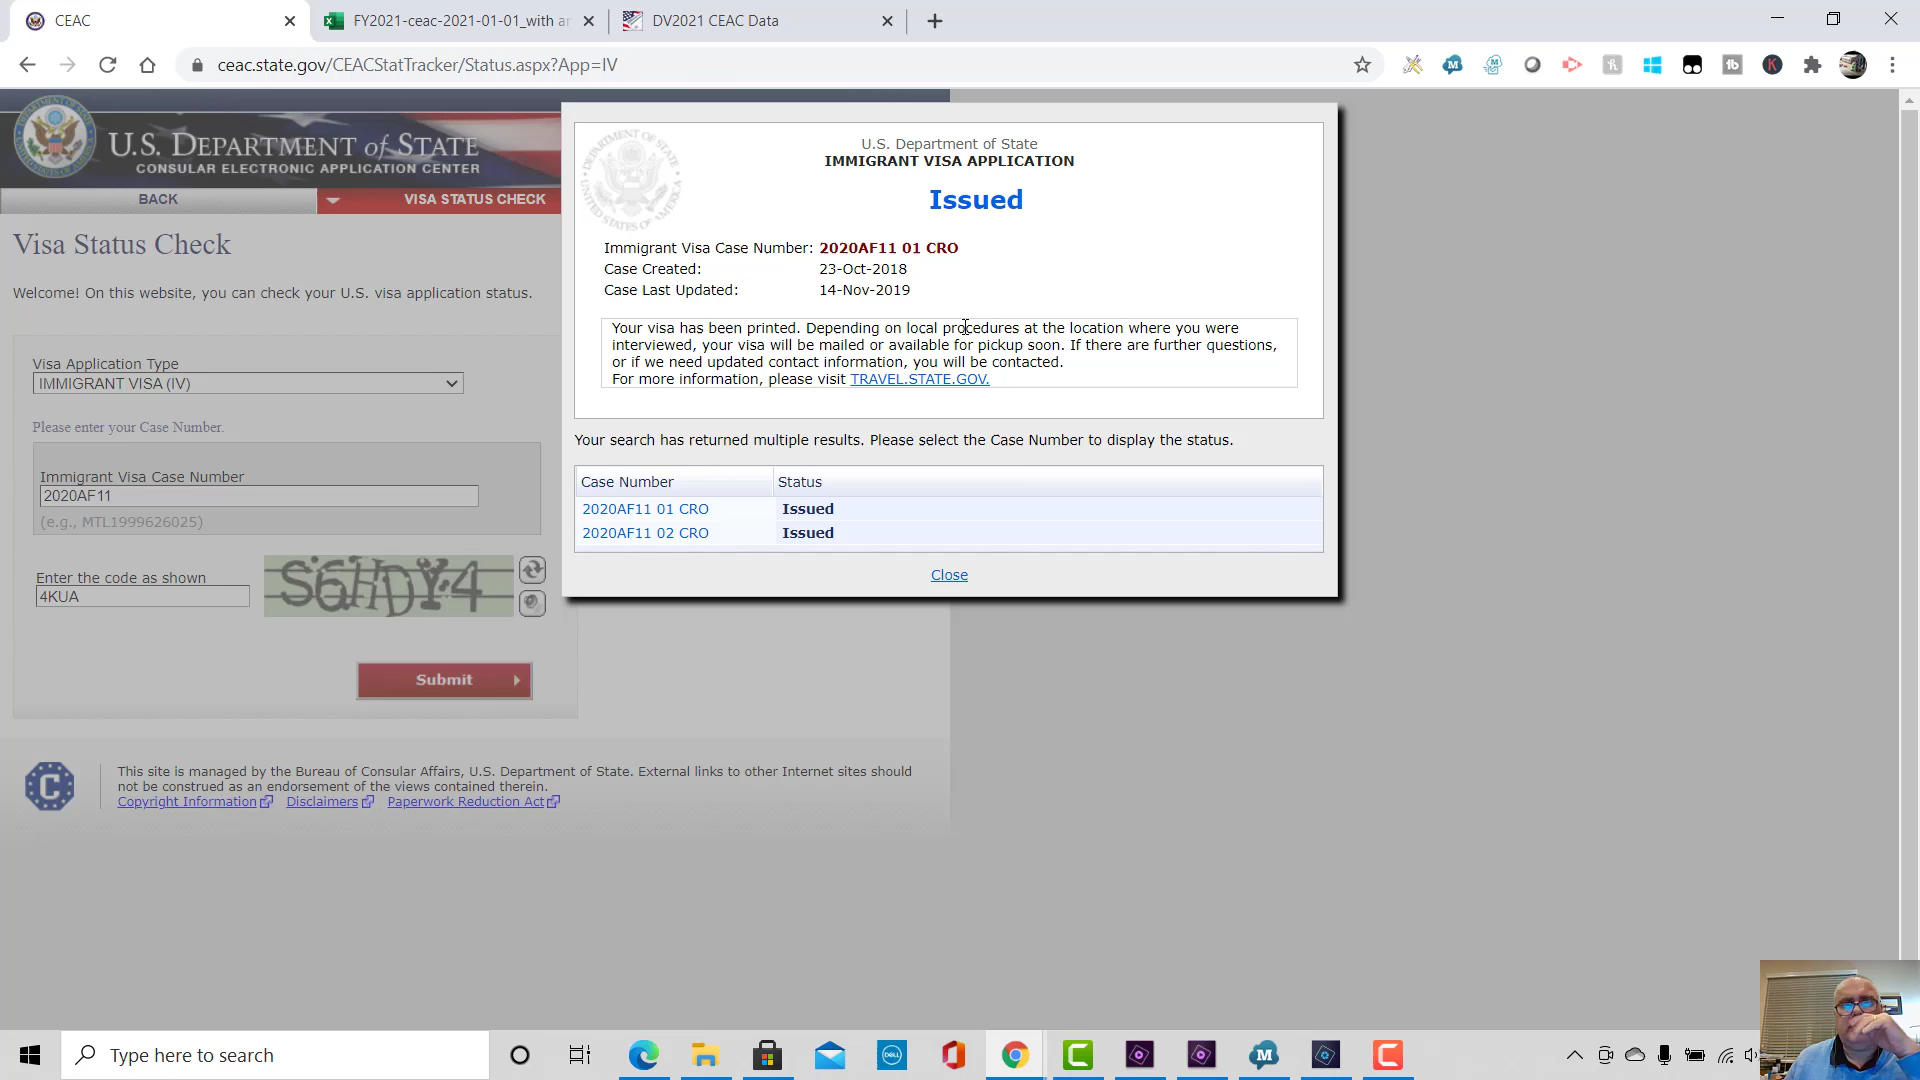 CEAC
FY2021-ceac-2021-01-01_with ar
DV2021 CEAC Data
ceac.state.gov/CEACStatTracker/Status.aspx?App=IV
U.S. DEPARTMENT of STATE
CONSULAR ELECTRONIC APPLICATION CENTER
BACK
VISA STATUS CHECK
Visa Status Check
Welcome! On this website, you can check your U.S. visa application status.
Visa Application Type
IMMIGRANT VISA (IV)
Please enter your Case Number.
Immigrant Visa Case Number
2020AF11
(e.g., MTL1999626025)
Enter the code as shown
4KUA
S6HDY4
Submit
U.S. Department of State
IMMIGRANT VISA APPLICATION
Issued
Immigrant Visa Case Number: 2020AF11 01 CRO
Case Created: 23-Oct-2018
Case Last Updated: 14-Nov-2019
Your visa has been printed. Depending on local procedures at the location where you were
interviewed, your visa will be mailed or available for pickup soon. If there are further questions,
or if we need updated contact information, you will be contacted.
For more information, please visit TRAVEL.STATE.GOV.
Your search has returned multiple results. Please select the Case Number to display the status.
Case Number Status
2020AF11 01 CRO Issued
2020AF11 02 CRO Issued
Close
This site is managed by the Bureau of Consular Affairs, U.S. Department of State. External links to other Internet sites should
not be construed as an endorsement of the views contained therein.
Copyright Information Disclaimers Paperwork Reduction Act
Type here to search